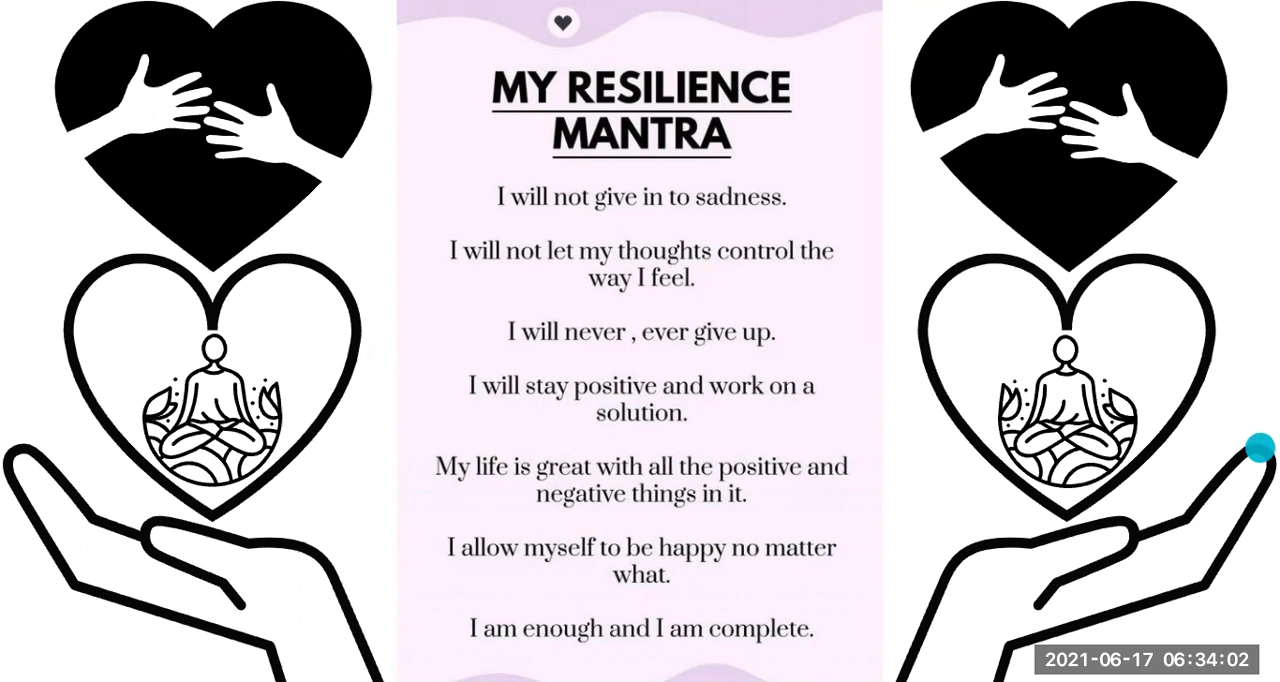 MY RESILIENCE
MANTRA
I will not give in to sadness.
I will not let my thoughts control the
way I feel.
I will never , ever give up.
I will stay positive and work on a
solution.
My life is great with all the positive and
negative things in it.
I allow myself to be happy no matter
what.
I am enough and I am complete.
2021-06-17 06:34:02